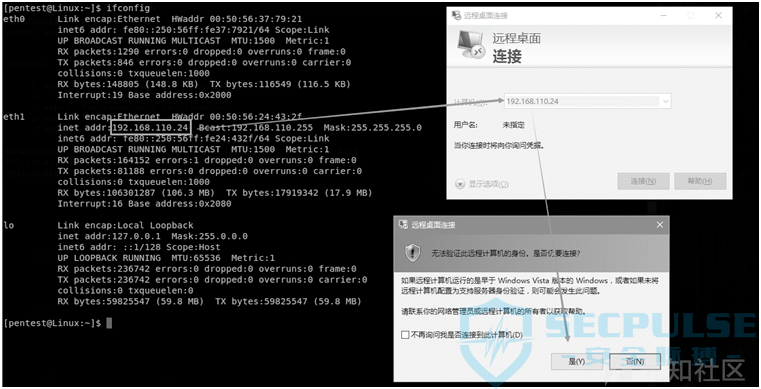 [pentest@Linux:~]$ ifconfig
eth0 Link encap:Ethernet HWaddr 00:50:56:37:79:21
inet6 addr: fe80::250:56ff:fe37:7921/64 Scope:Link
UP BROADCAST RUNNING MULTICAST MTU:1500 Metric:1
RX packets:1290 errors:0 dropped:0 overruns:0 frame:0
TX packets:846 errors:0 dropped:0 overruns:0 carrier:0
collisions:0 txqueuelen:1000
RX bytes:148805 (148.8 KB) TX bytes:116549 (116.5 KB)
Interrupt:19 Base address:0x2000
eth1 Link encap:Ethernet HWaddr 00:50:56:24:43:2f
inet addr:192.168.110.24 Bcast:192.168.110.255 Mask:255.255.255.0
inet6 addr: fe80::250:56ff:fe24:432f/64 Scope:Link
UP BROADCAST RUNNING MULTICAST MTU:1500 Metric:1
RX packets:164152 errors:1 dropped:0 overruns:0 frame:0
TX packets:81188 errors:0 dropped:0 overruns:0 carrier:0
collisions:0 txqueuelen:1000
RX bytes:106301287 (106.3 MB) TX bytes:17919342 (17.9 MB)
Interrupt:16 Base address:0x2080
lo Link encap:Local Loopback
inet addr:127.0.0.1 Mask:255.0.0.0
inet6 addr: ::1/128 Scope:Host
UP LOOPBACK RUNNING MTU:65536 Metric:1
RX packets:236742 errors:0 dropped:0 overruns:0 frame:0
TX packets:236742 errors:0 dropped:0 overruns:0 carrier:0
collisions:0 txqueuelen:0
RX bytes:59825547 (59.8 MB) TX bytes:59825547 (59.8 MB)
[pentest@Linux:~]$
远程桌面连接
远程桌面
连接
计算机(C): 192.168.110.24
用户名: 未指定
当你连接时将向你询问凭据。
显示选项(O)
连接(N) 帮助(H)
远程桌面连接
无法验证此远程计算机的身份。是否仍要连接?
如果远程计算机运行的是早于 Windows Vista 版本的 Windows，或者如果未将
远程计算机配置为支持服务器身份验证，则可能会发生此问题。
请联系你的网络管理员或远程计算机的所有者以获取帮助。
不再询问我是否连接到此计算机(D)
是(Y) 否(N)
SECPULSE
安全脉搏
知社区